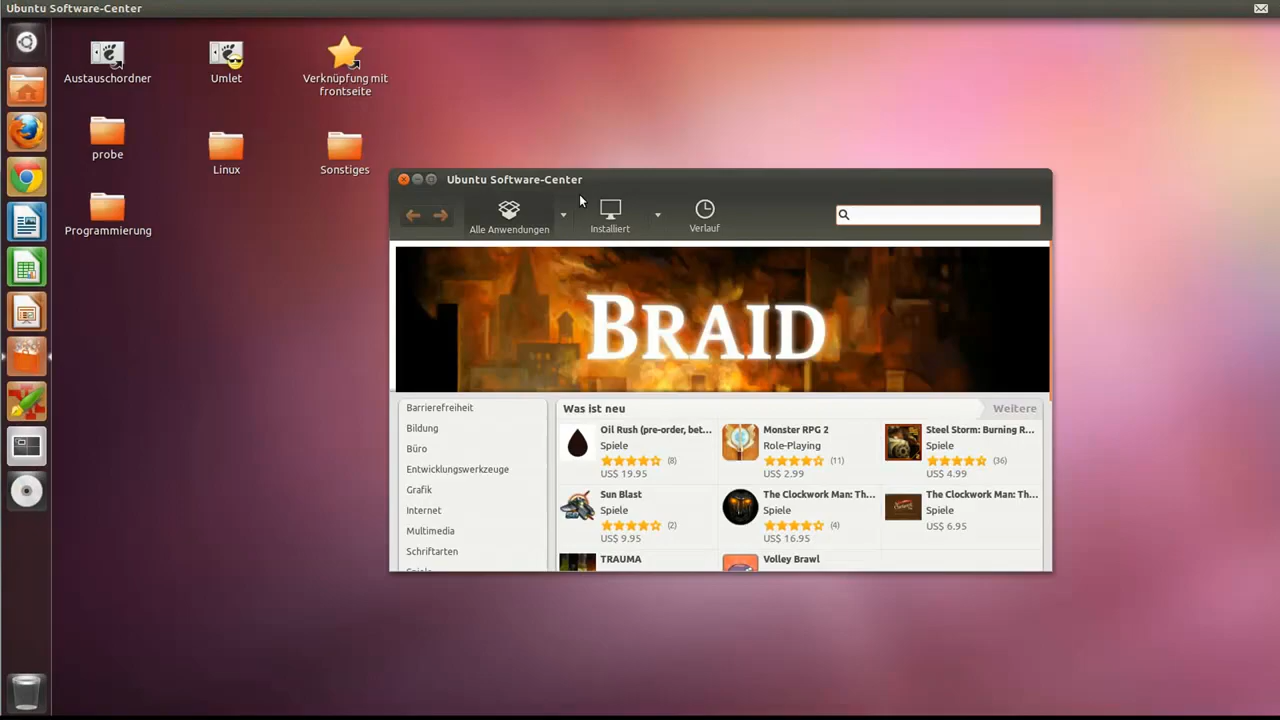 Ubuntu Software-Center
Austauschordner
Umlet
Verknüpfung mit
frontseite
probe
Linux
Sonstiges
Programmierung
Ubuntu Software-Center
Alle Anwendungen
Installiert
Verlauf
BRAID
Barrierefreiheit
Bildung
Büro
Entwicklungswerkzeuge
Grafik
Internet
Multimedia
Schriftarten
Was ist neu
Weitere
Oil Rush (pre-order, bet...
Spiele
(8)
US$ 19.95
Monster RPG 2
Role-Playing
(11)
US$ 2.99
Steel Storm: Burning R...
Spiele
(36)
US$ 4.99
Sun Blast
Spiele
(2)
US$ 9.95
The Clockwork Man: Th...
Spiele
(4)
US$ 16.95
The Clockwork Man: Th...
Spiele
US$ 6.95
TRAUMA
Volley Brawl